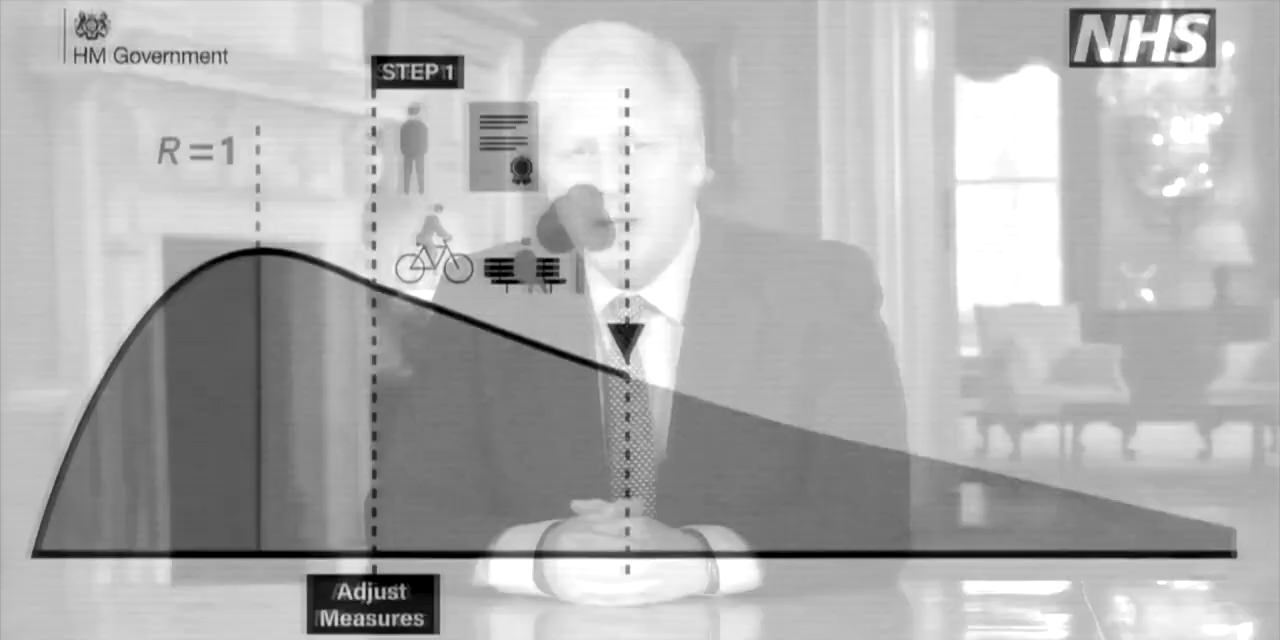 HM Government
NHS
STEP 1
R=1
Adjust
Measures